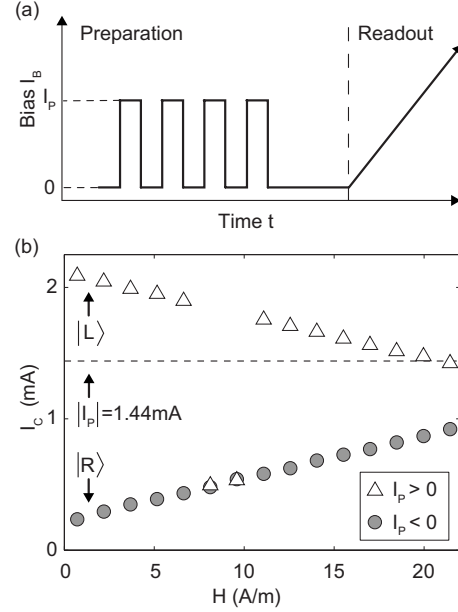 (a)
Preparation
Readout
Bias I_B
I_P
0
Time t
(b)
2
|L⟩
|I_P|=1.44mA
1
|R⟩
0
I_C (mA)
△ I_P > 0
● I_P < 0
0 5 10 15 20
H (A/m)